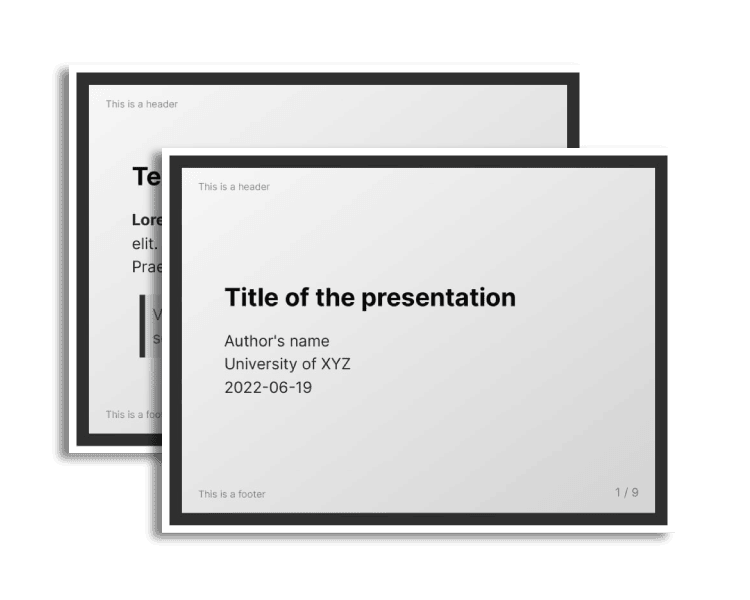 This is a header
Te
Lore
elit.
Prae
V
s
This is a foo
This is a header
Title of the presentation
Author's name
University of XYZ
2022-06-19
This is a footer
1 / 9